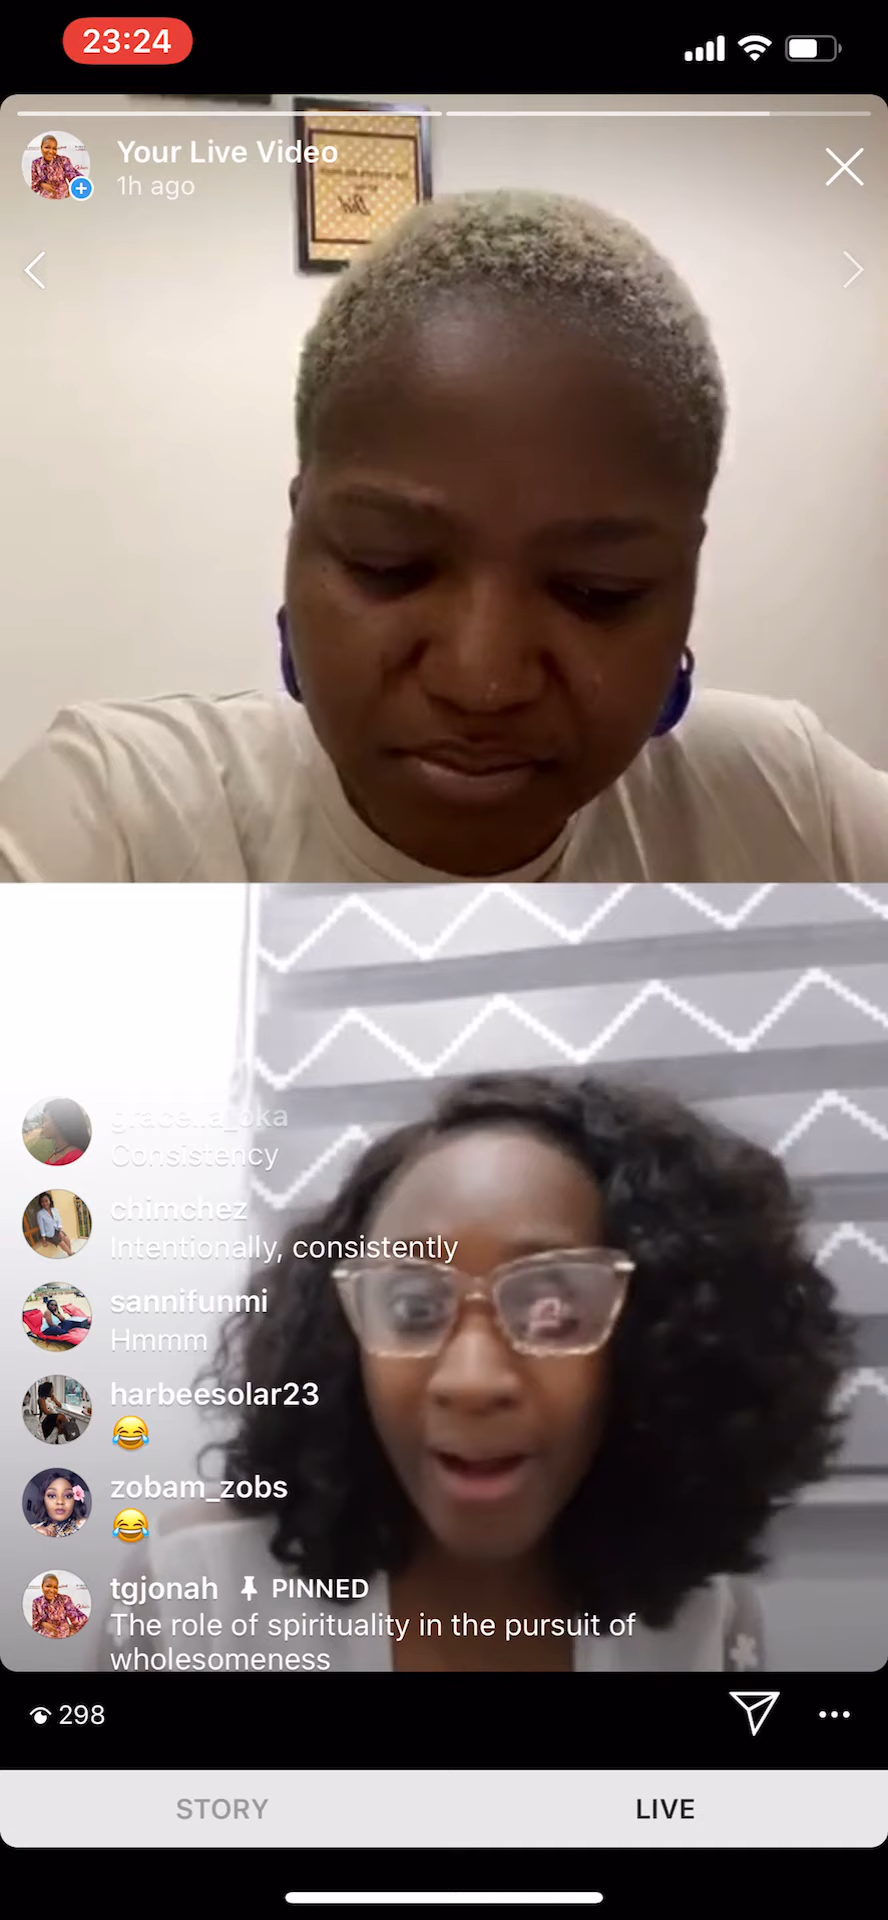 23:24
Your Live Video
1h ago
Consistency
chimchez
Intentionally, consistently
sannifunmi
Hmmm
harbeesolar23
😂
zobam_zobs
😂
tgjonah PINNED
The role of spirituality in the pursuit of
wholesomeness
298
STORY
LIVE